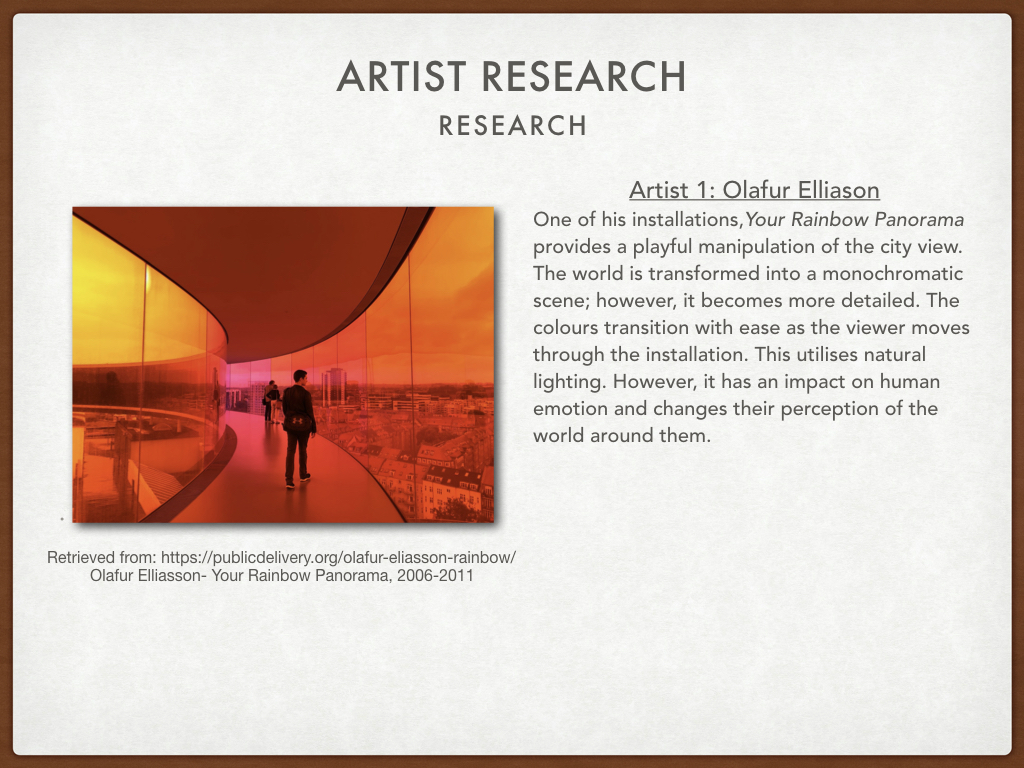 ARTIST RESEARCH
RESEARCH
Artist 1: Olafur Elliason
One of his installations,Your Rainbow Panorama
provides a playful manipulation of the city view.
The world is transformed into a monochromatic
scene; however, it becomes more detailed. The
colours transition with ease as the viewer moves
through the installation. This utilises natural
lighting. However, it has an impact on human
emotion and changes their perception of the
world around them.
Retrieved from: https://publicdelivery.org/olafur-eliasson-rainbow/
Olafur Elliasson- Your Rainbow Panorama, 2006-2011